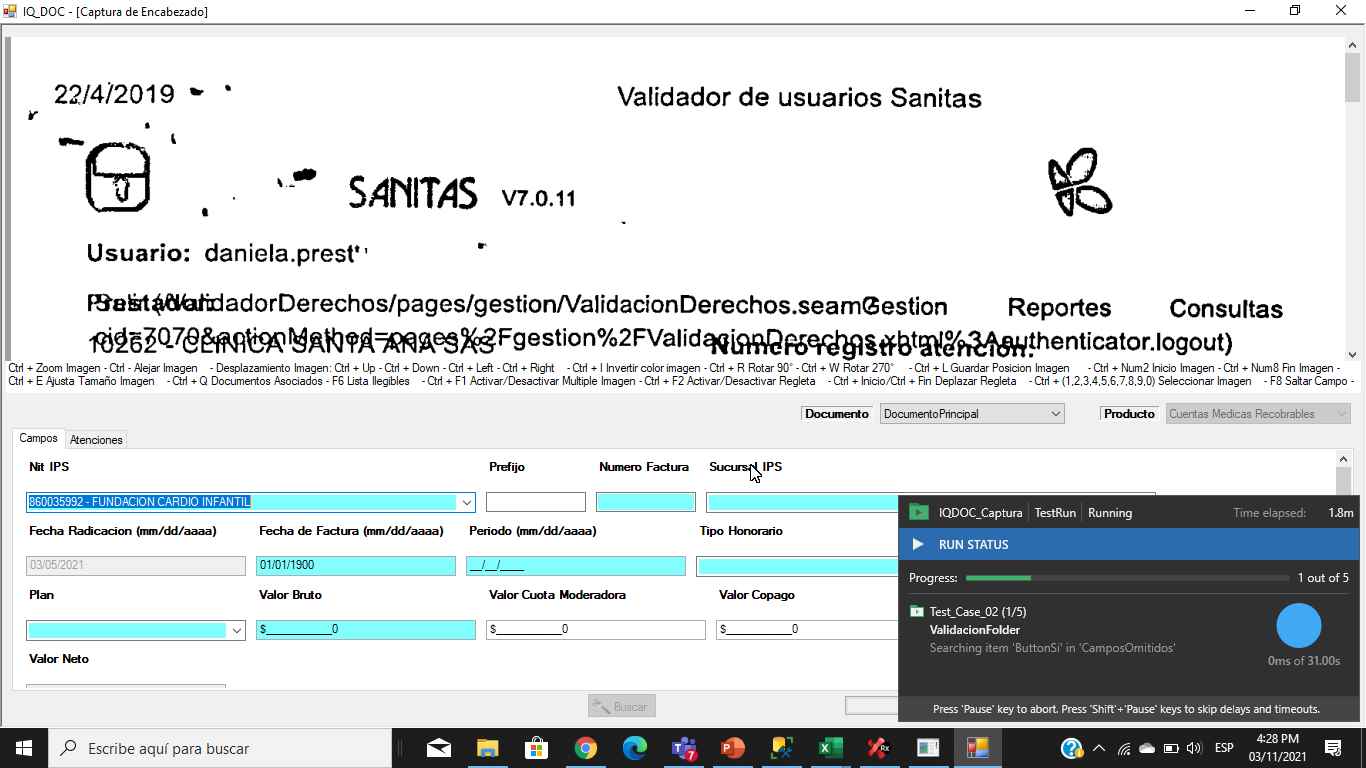 IQ_DOC - [Captura de Encabezado]
22/4/2019
Validador de usuarios Sanitas
SANITAS V7.0.11
Usuario: daniela.prest
Prestador:
Salir (/ValidadorDerechos/pages/gestion/ValidacionDerechos.seam?
Gestion Reportes Consultas
cid=7070&actionMethod=pages%2Fgestion%2FValidacionDerechos.xhtml%3Aauthenticator.logout)
10262 - CLINICA SANTA ANA SAS
Numero registro atencion:
Ctrl + Zoom Imagen - Ctrl - Alejar Imagen - Desplazamiento Imagen: Ctrl + Up - Ctrl + Down - Ctrl + Left - Ctrl + Right - Ctrl + I Invertir color imagen - Ctrl + R Rotar 90° - Ctrl + W Rotar 270° - Ctrl + L Guardar Posicion Imagen - Ctrl + Num2 Inicio Imagen - Ctrl + Num8 Fin Imagen -
Ctrl + E Ajusta Tamaño Imagen - Ctrl + Q Documentos Asociados - F6 Lista Ilegibles - Ctrl + F1 Activar/Desactivar Multiple Imagen - Ctrl + F2 Activar/Desactivar Regleta - Ctrl + Inicio/Ctrl + Fin Deplazar Regleta - Ctrl + (1,2,3,4,5,6,7,8,9,0) Seleccionar Imagen - F8 Saltar Campo -
Documento DocumentoPrincipal Producto Cuentas Medicas Recobrables
Campos Atenciones
Nit IPS Prefijo Numero Factura Sucursal IPS
860035992 - FUNDACION CARDIO INFANTIL
Fecha Radicacion (mm/dd/aaaa) Fecha de Factura (mm/dd/aaaa) Periodo (mm/dd/aaaa) Tipo Honorario
03/05/2021 01/01/1900 __/__/____
Plan Valor Bruto Valor Cuota Moderadora Valor Copago
$__________0 $__________0 $__________0
Valor Neto
Buscar
IQDOC_Captura TestRun Running Time elapsed: 1.8m
RUN STATUS
Progress: 1 out of 5
Test_Case_02 (1/5)
ValidacionFolder
Searching item 'ButtonSi' in 'CamposOmitidos'
0ms of 31.00s
Press 'Pause' key to abort. Press 'Shift'+'Pause' keys to skip delays and timeouts.
Escribe aquí para buscar
7
ESP
4:28 PM
03/11/2021